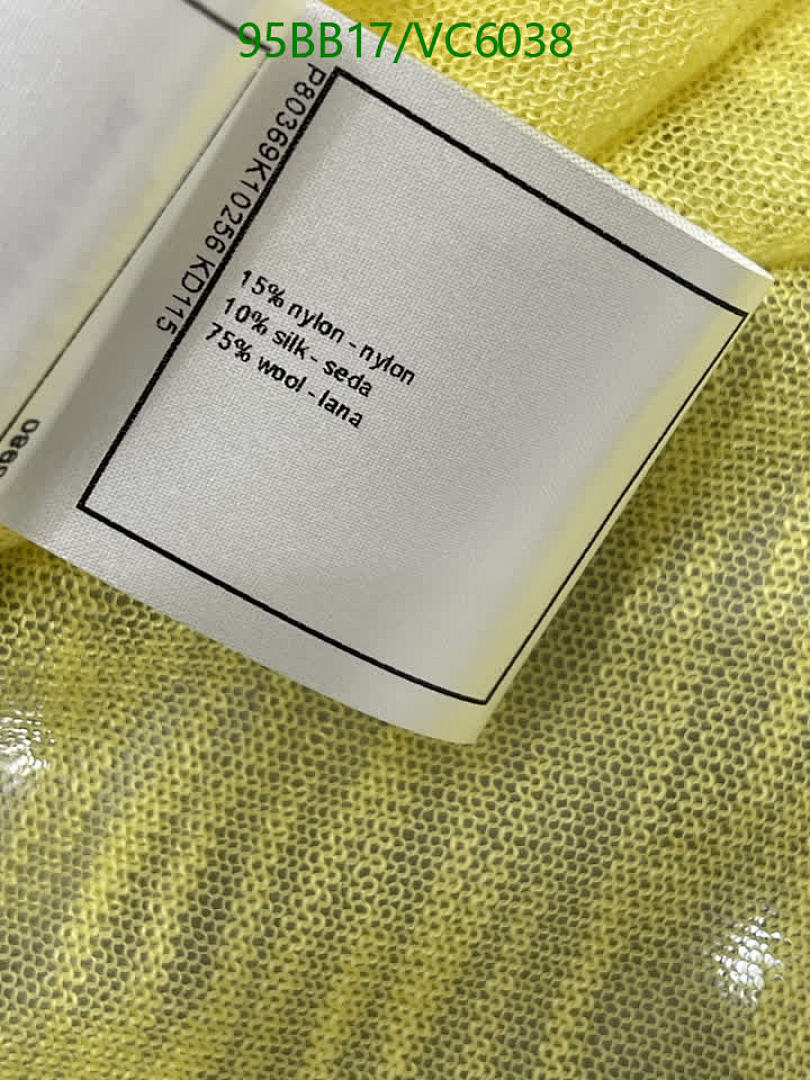 95BB17/VC6038
P80369K10256 KD115
15% nylon - nylon
10% silk - seda
75% wool - lana